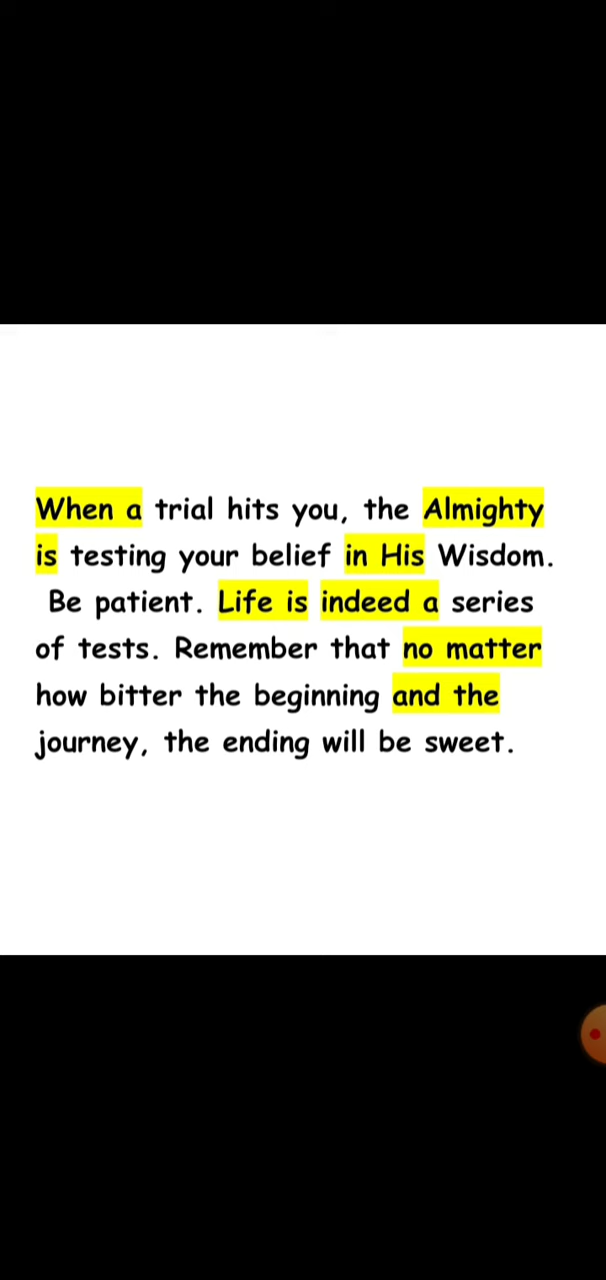 When a trial hits you, the Almighty
is testing your belief in His Wisdom.
Be patient. Life is indeed a series
of tests. Remember that no matter
how bitter the beginning and the
journey, the ending will be sweet.